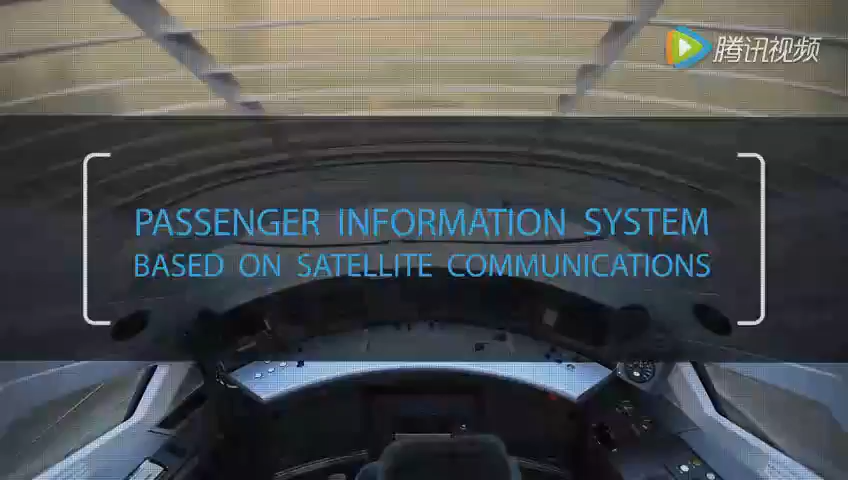 腾讯视频
PASSENGER INFORMATION SYSTEM
BASED ON SATELLITE COMMUNICATIONS